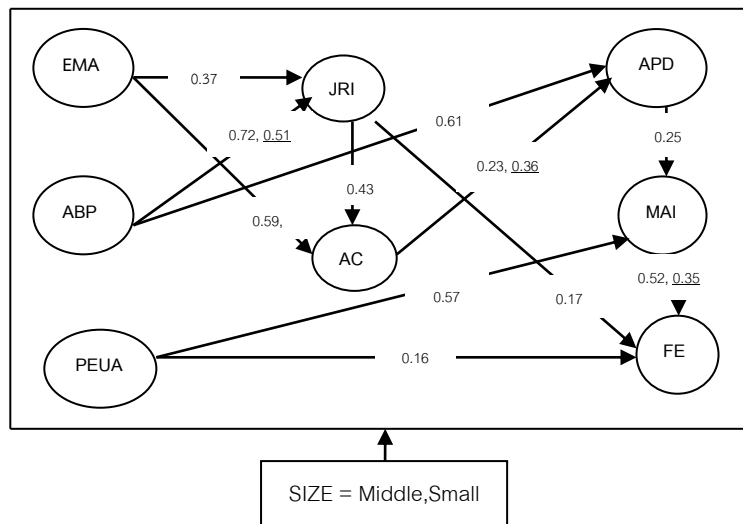 EMA
APD
0.37
JRI
0.61
0.72, 0.51
0.25
0.23, 0.36
0.43
ABP
MAI
0.59,
AC
0.52, 0.35
0.57
0.17
PEUA
0.16
FE
SIZE = Middle,Small